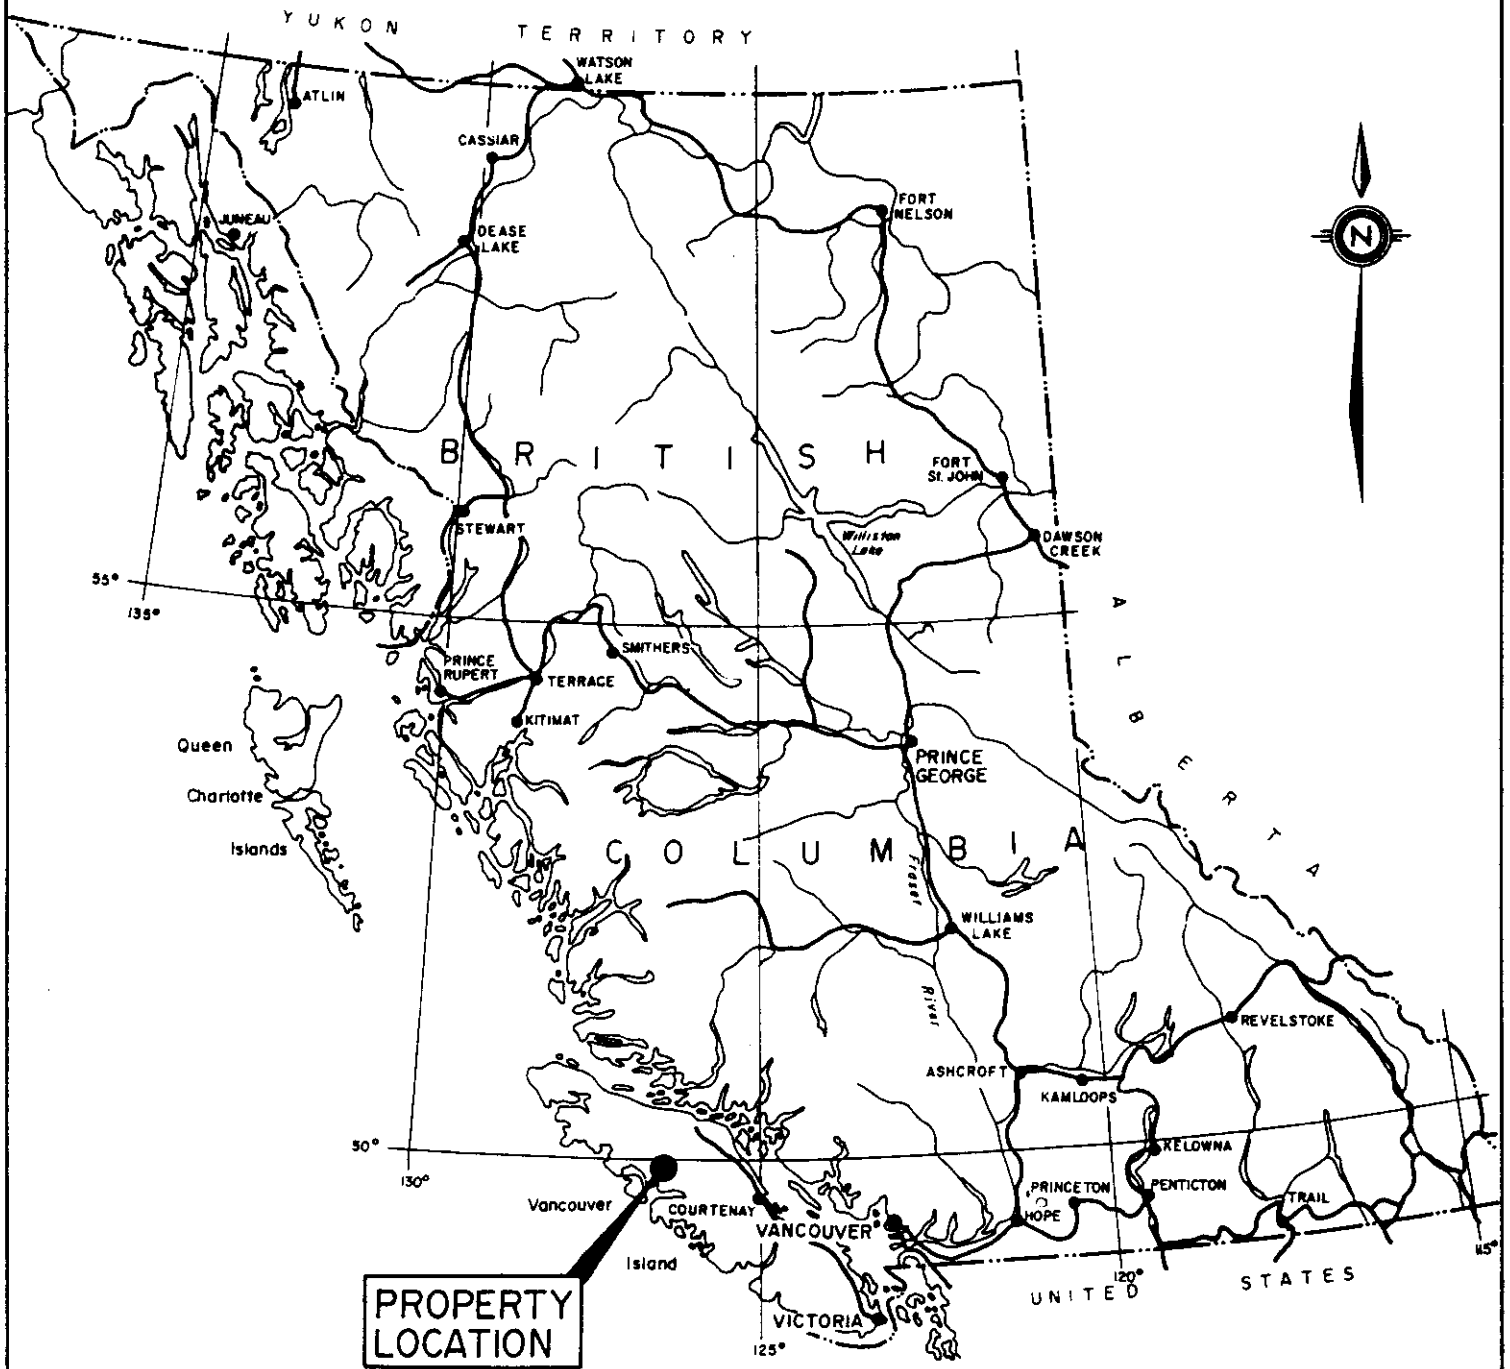 YUKON TERRITORY
WATSON
LAKE
ATLIN
CASSIAR
JUNEAU
DEASE
LAKE
FORT
NELSON
N
BRITISH
FORT
St. JOHN
STEWART
Williston
Lake
DAWSON
CREEK
55°
135°
ALBERTA
SMITHERS
PRINCE
RUPERT
TERRACE
KITIMAT
Queen
Charlotte
Islands
PRINCE
GEORGE
COLUMBIA
Fraser
River
WILLIAMS
LAKE
REVELSTOKE
ASHCROFT
KAMLOOPS
50°
130°
KELOWNA
PRINCETON
PENTICTON
TRAIL
HOPE
Vancouver
Island
COURTENAY
VANCOUVER
VICTORIA
125°
120°
115°
UNITED STATES
PROPERTY
LOCATION